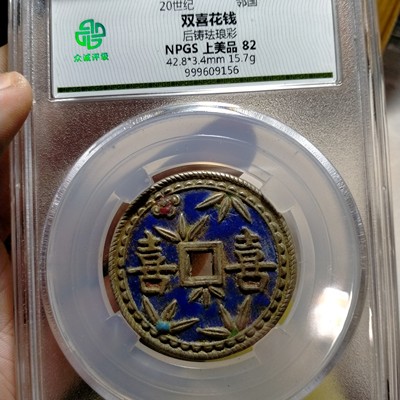 20世纪 邻国
双喜花钱
后铸珐琅彩
NPGS 上美品 82
42.8*3.4mm 15.7g
999609156
众诚评级
喜 喜